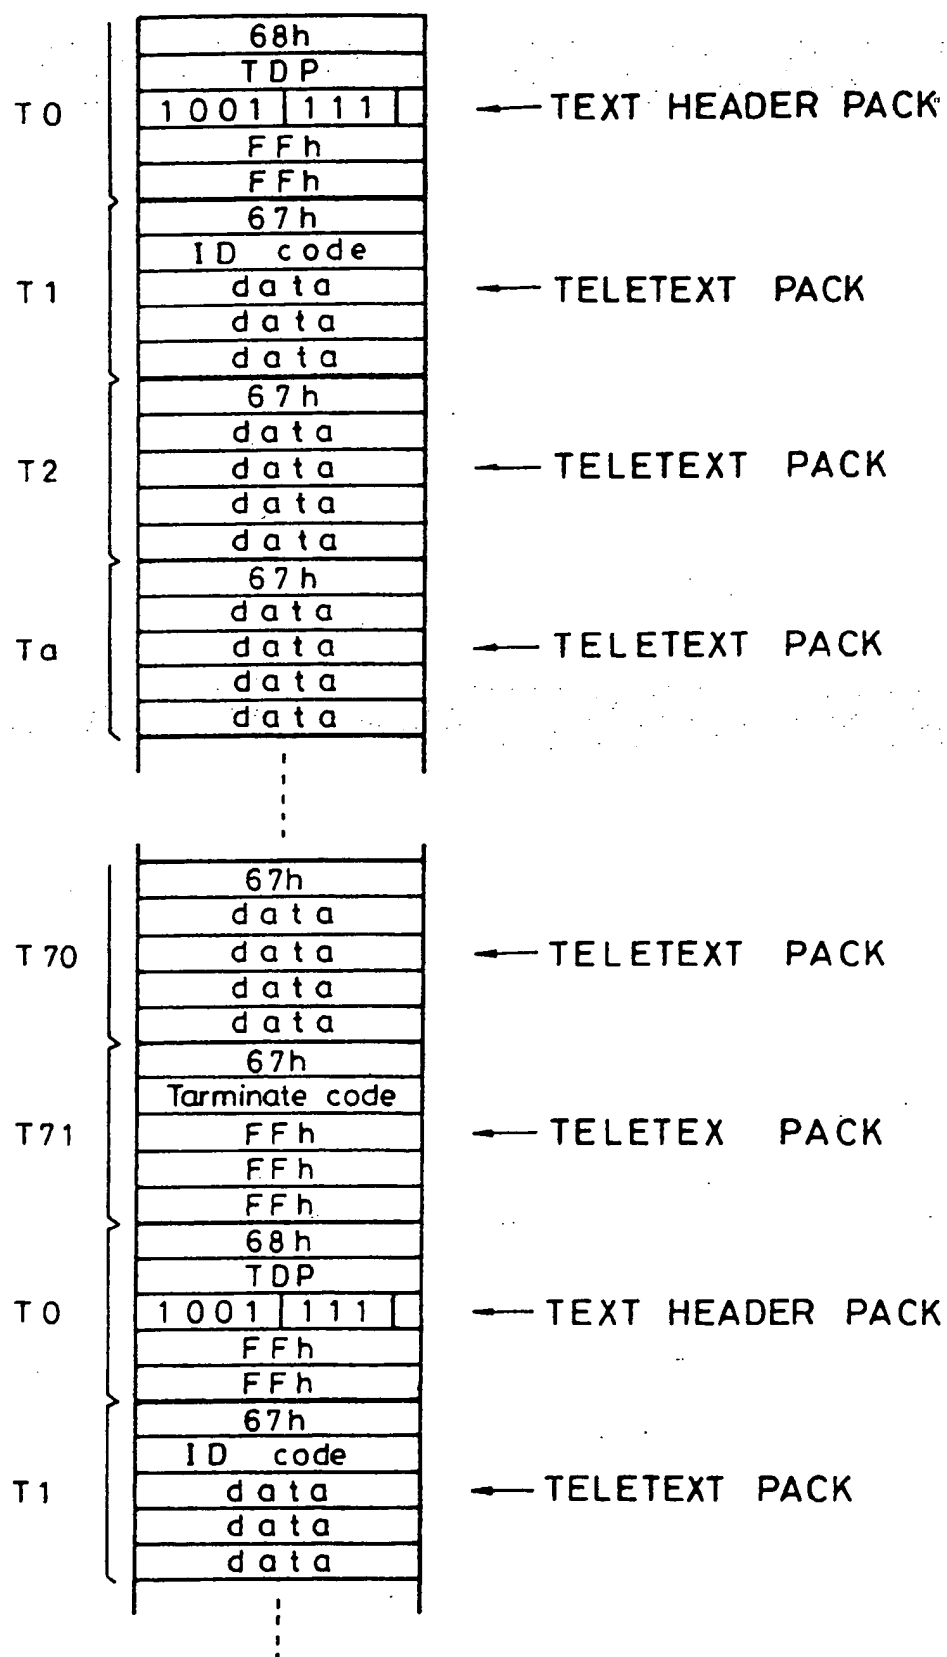 68h
TDP
T0 1001 111 ← TEXT HEADER PACK
FFh
FFh
67h
ID code
T1 data ← TELETEXT PACK
data
data
67h
data
T2 data ← TELETEXT PACK
data
data
67h
data
Ta data ← TELETEXT PACK
data
data
67h
data
T70 data ← TELETEXT PACK
data
data
67h
Tarminate code
T71 FFh ← TELETEX PACK
FFh
FFh
68h
TDP
T0 1001 111 ← TEXT HEADER PACK
FFh
FFh
67h
ID code
T1 data ← TELETEXT PACK
data
data